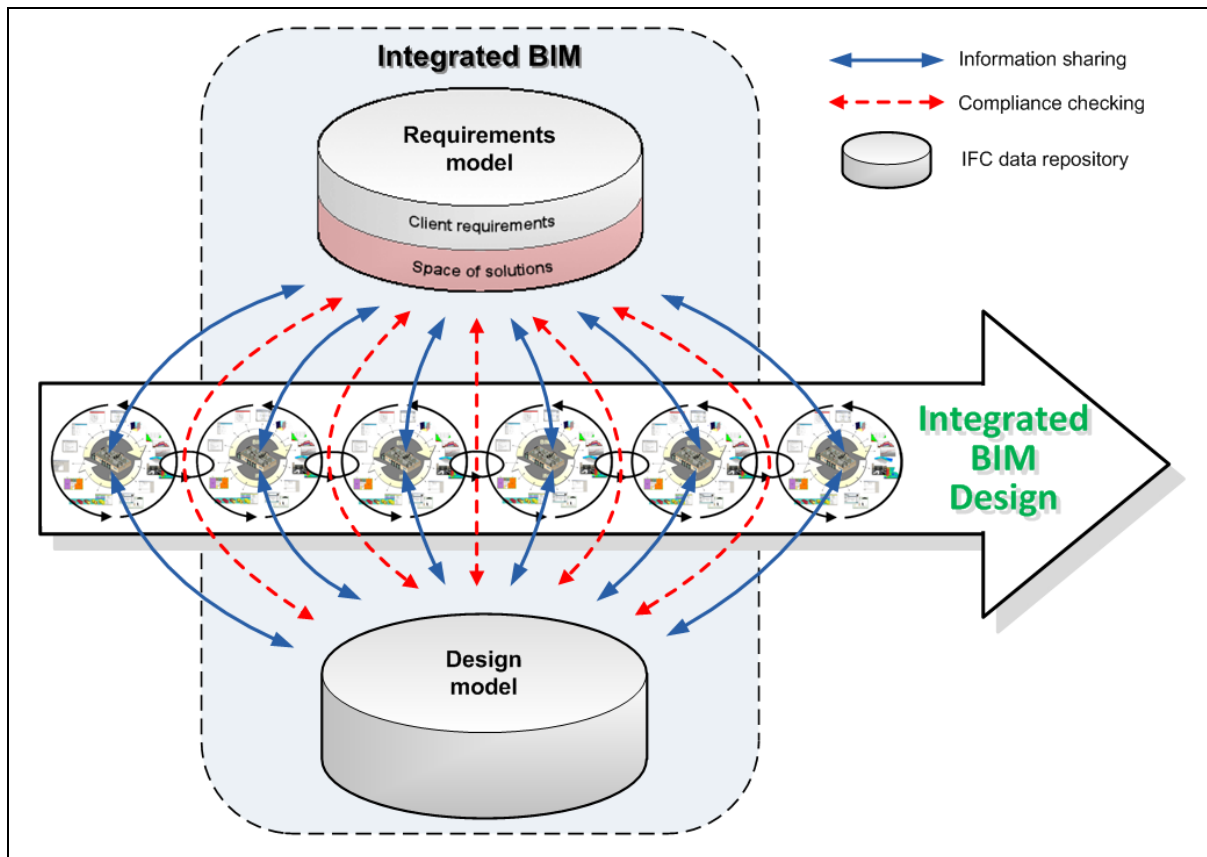 Integrated BIM
Information sharing
Compliance checking
IFC data repository
Requirements
model
Client requirements
Space of solutions
Integrated
BIM
Design
Design
model